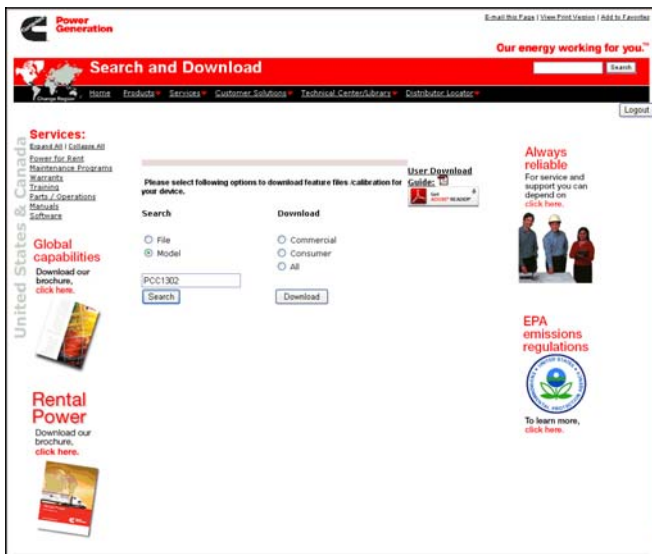 Power
Generation
E-mail this Page | View Print Version | Add to Favorites
Our energy working for you.™
Search and Download
Search
Change Region
Home Products Services Customer Solutions Technical Center/Library Distributor Locator
Logout
United States & Canada
Services:
Expand All | Collapse All
Power for Rent
Maintenance Programs
Warranty
Training
Parts / Operations
Manuals
Software
Global
capabilities
Download our
brochure,
click here.
Rental
Power
Download our
brochure,
click here.
Please select following options to download feature files /calibration for
your device.
User Download
Guide:
Get
ADOBE® READER®
Search Download
File Commercial
Model Consumer
All
PCC1302
Search Download
Always
reliable
For service and
support you can
depend on
click here.
EPA
emissions
regulations
To learn more,
click here.